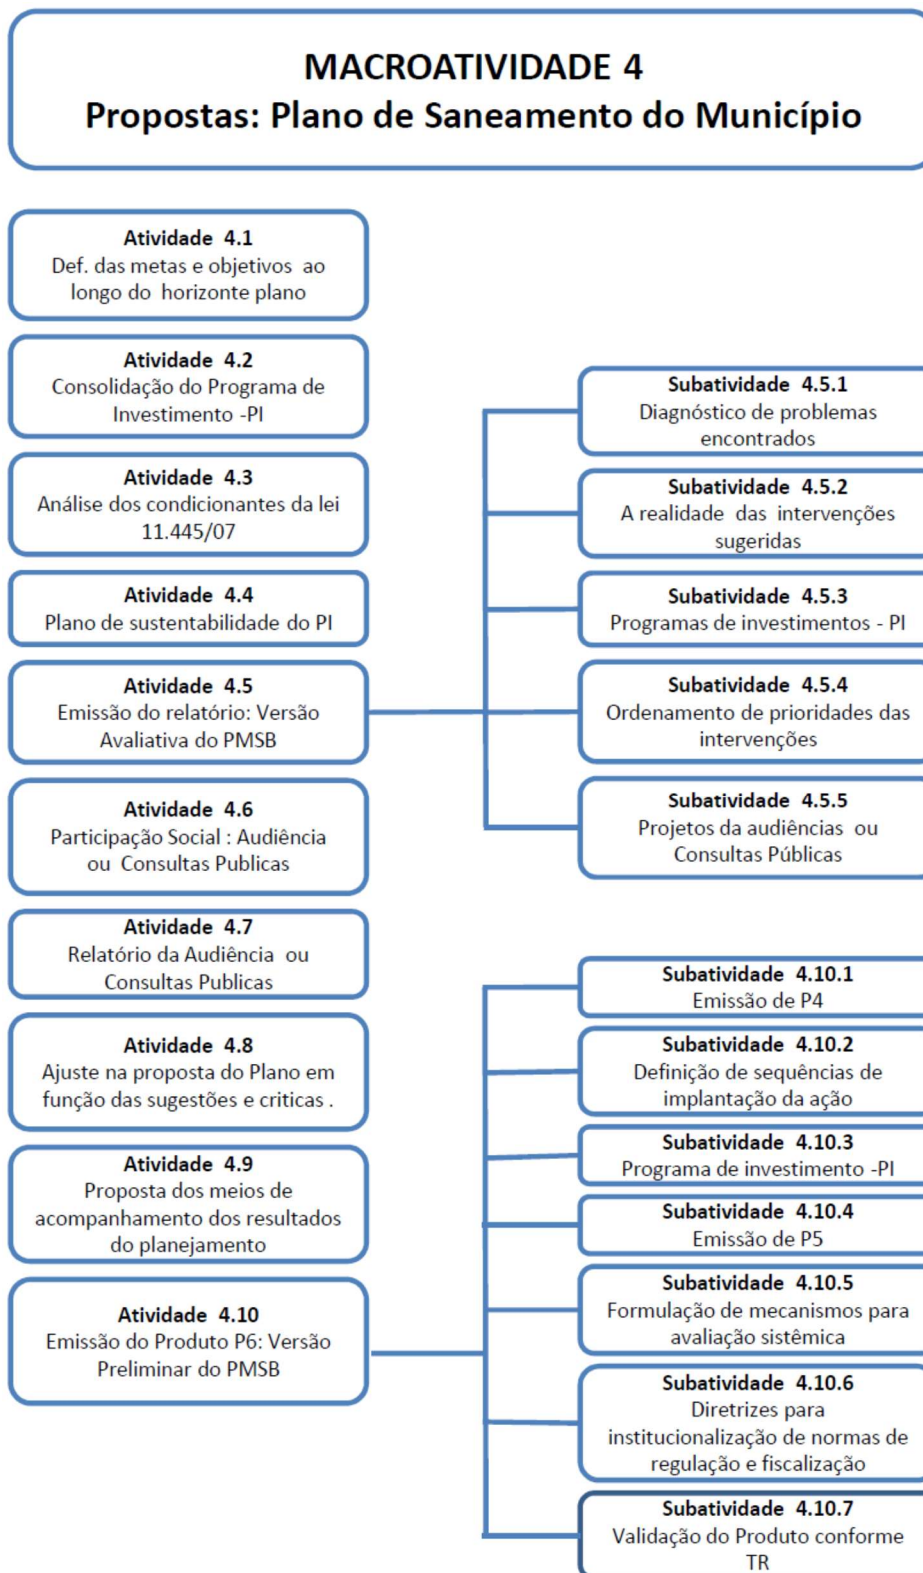 MACROATIVIDADE 4
Propostas: Plano de Saneamento do Município
Atividade 4.1
Def. das metas e objetivos ao
longo do horizonte plano
Atividade 4.2
Consolidação do Programa de
Investimento -PI
Atividade 4.3
Análise dos condicionantes da lei
11.445/07
Atividade 4.4
Plano de sustentabilidade do PI
Atividade 4.5
Emissão do relatório: Versão
Avaliativa do PMSB
Atividade 4.6
Participação Social : Audiência
ou Consultas Publicas
Atividade 4.7
Relatório da Audiência ou
Consultas Publicas
Atividade 4.8
Ajuste na proposta do Plano em
função das sugestões e criticas .
Atividade 4.9
Proposta dos meios de
acompanhamento dos resultados
do planejamento
Atividade 4.10
Emissão do Produto P6: Versão
Preliminar do PMSB
Subatividade 4.5.1
Diagnóstico de problemas
encontrados
Subatividade 4.5.2
A realidade das intervenções
sugeridas
Subatividade 4.5.3
Programas de investimentos - PI
Subatividade 4.5.4
Ordenamento de prioridades das
intervenções
Subatividade 4.5.5
Projetos da audiências ou
Consultas Públicas
Subatividade 4.10.1
Emissão de P4
Subatividade 4.10.2
Definição de sequências de
implantação da ação
Subatividade 4.10.3
Programa de investimento -PI
Subatividade 4.10.4
Emissão de P5
Subatividade 4.10.5
Formulação de mecanismos para
avaliação sistêmica
Subatividade 4.10.6
Diretrizes para
institucionalização de normas de
regulação e fiscalização
Subatividade 4.10.7
Validação do Produto conforme
TR